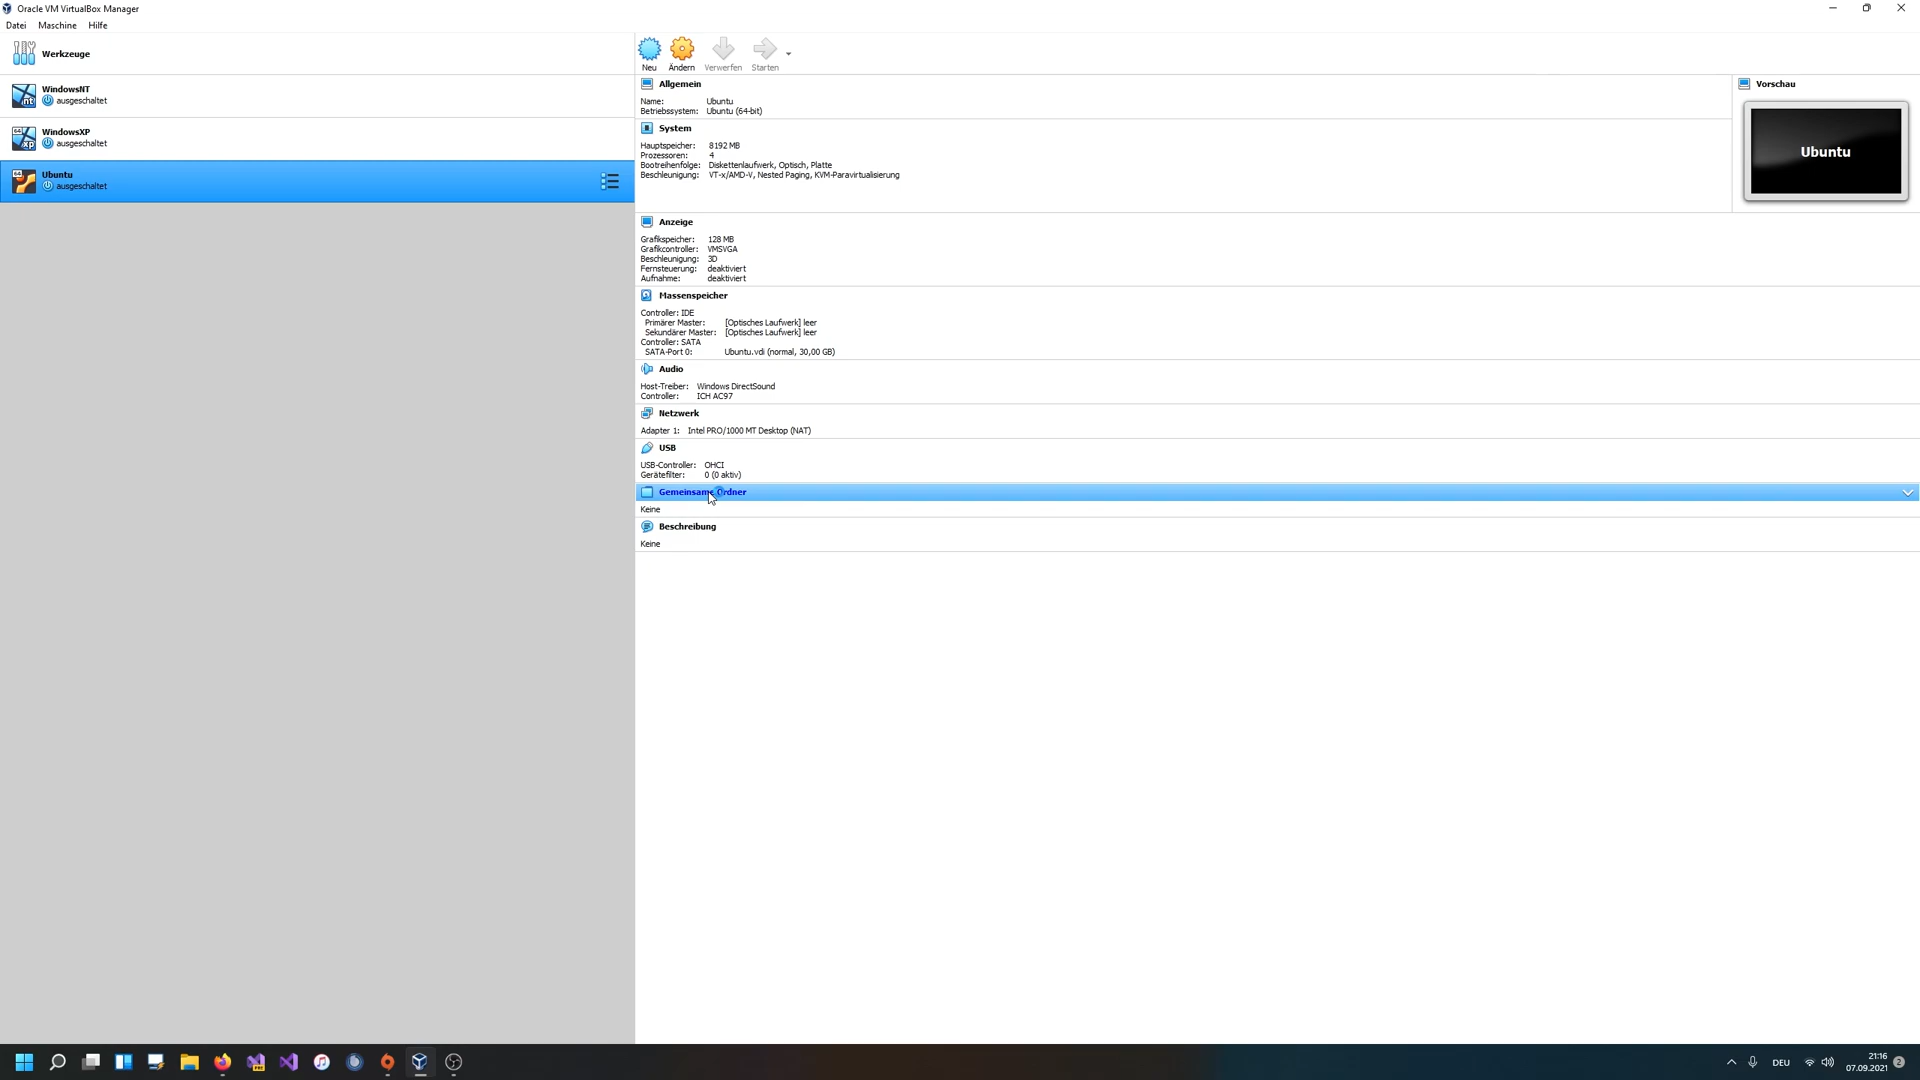 Oracle VM VirtualBox Manager
Datei Maschine Hilfe
Werkzeuge
WindowsNT
ausgeschaltet
WindowsXP
ausgeschaltet
Ubuntu
ausgeschaltet
Neu Ändern Verwerfen Starten
Allgemein
Name: Ubuntu
Betriebssystem: Ubuntu (64-bit)
System
Hauptspeicher: 8192 MB
Prozessoren: 4
Bootreihenfolge: Diskettenlaufwerk, Optisch, Platte
Beschleunigung: VT-x/AMD-V, Nested Paging, KVM-Paravirtualisierung
Vorschau
Ubuntu
Anzeige
Grafikspeicher: 128 MB
Grafikcontroller: VMSVGA
Beschleunigung: 3D
Fernsteuerung: deaktiviert
Aufnahme: deaktiviert
Massenspeicher
Controller: IDE
Primärer Master: [Optisches Laufwerk] leer
Sekundärer Master: [Optisches Laufwerk] leer
Controller: SATA
SATA-Port 0: Ubuntu.vdi (normal, 30,00 GB)
Audio
Host-Treiber: Windows DirectSound
Controller: ICH AC97
Netzwerk
Adapter 1: Intel PRO/1000 MT Desktop (NAT)
USB
USB-Controller: OHCI
Gerätefilter: 0 (0 aktiv)
Gemeinsame Ordner
Keine
Beschreibung
Keine
DEU
21:16
07.09.2021
2